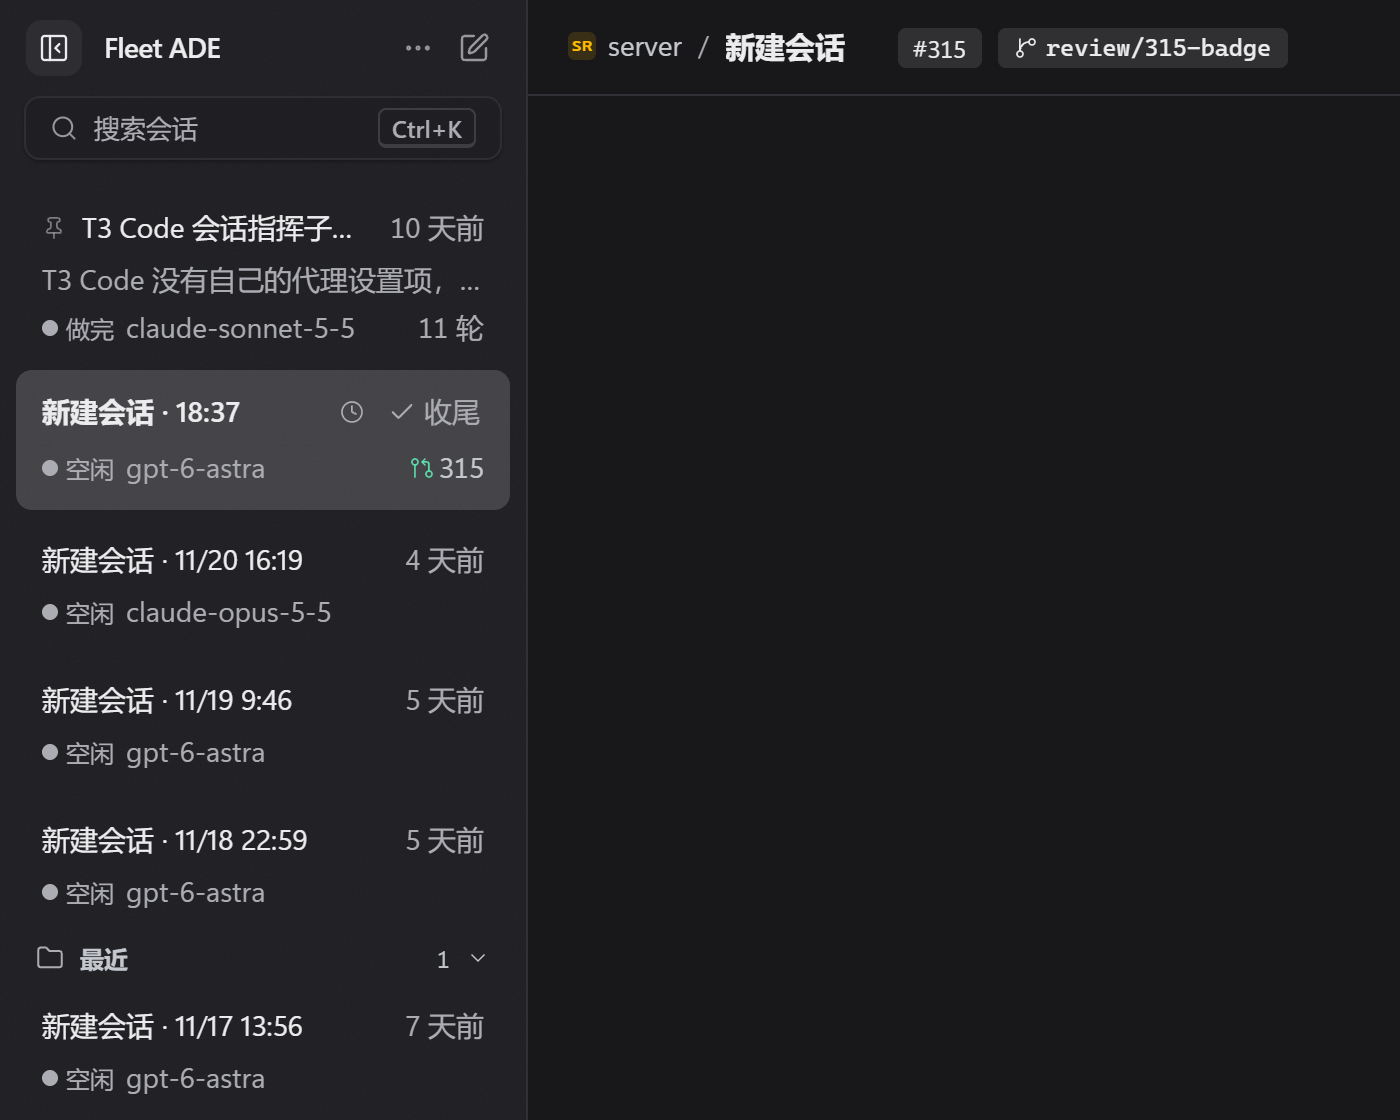 Fleet ADE
搜索会话 Ctrl+K
T3 Code 会话指挥子... 10 天前
T3 Code 没有自己的代理设置项，...
做完 claude-sonnet-5-5 11 轮
新建会话 · 18:37 收尾
空闲 gpt-6-astra 315
新建会话 · 11/20 16:19 4 天前
空闲 claude-opus-5-5
新建会话 · 11/19 9:46 5 天前
空闲 gpt-6-astra
新建会话 · 11/18 22:59 5 天前
空闲 gpt-6-astra
最近 1
新建会话 · 11/17 13:56 7 天前
空闲 gpt-6-astra
SR server / 新建会话 #315 review/315-badge